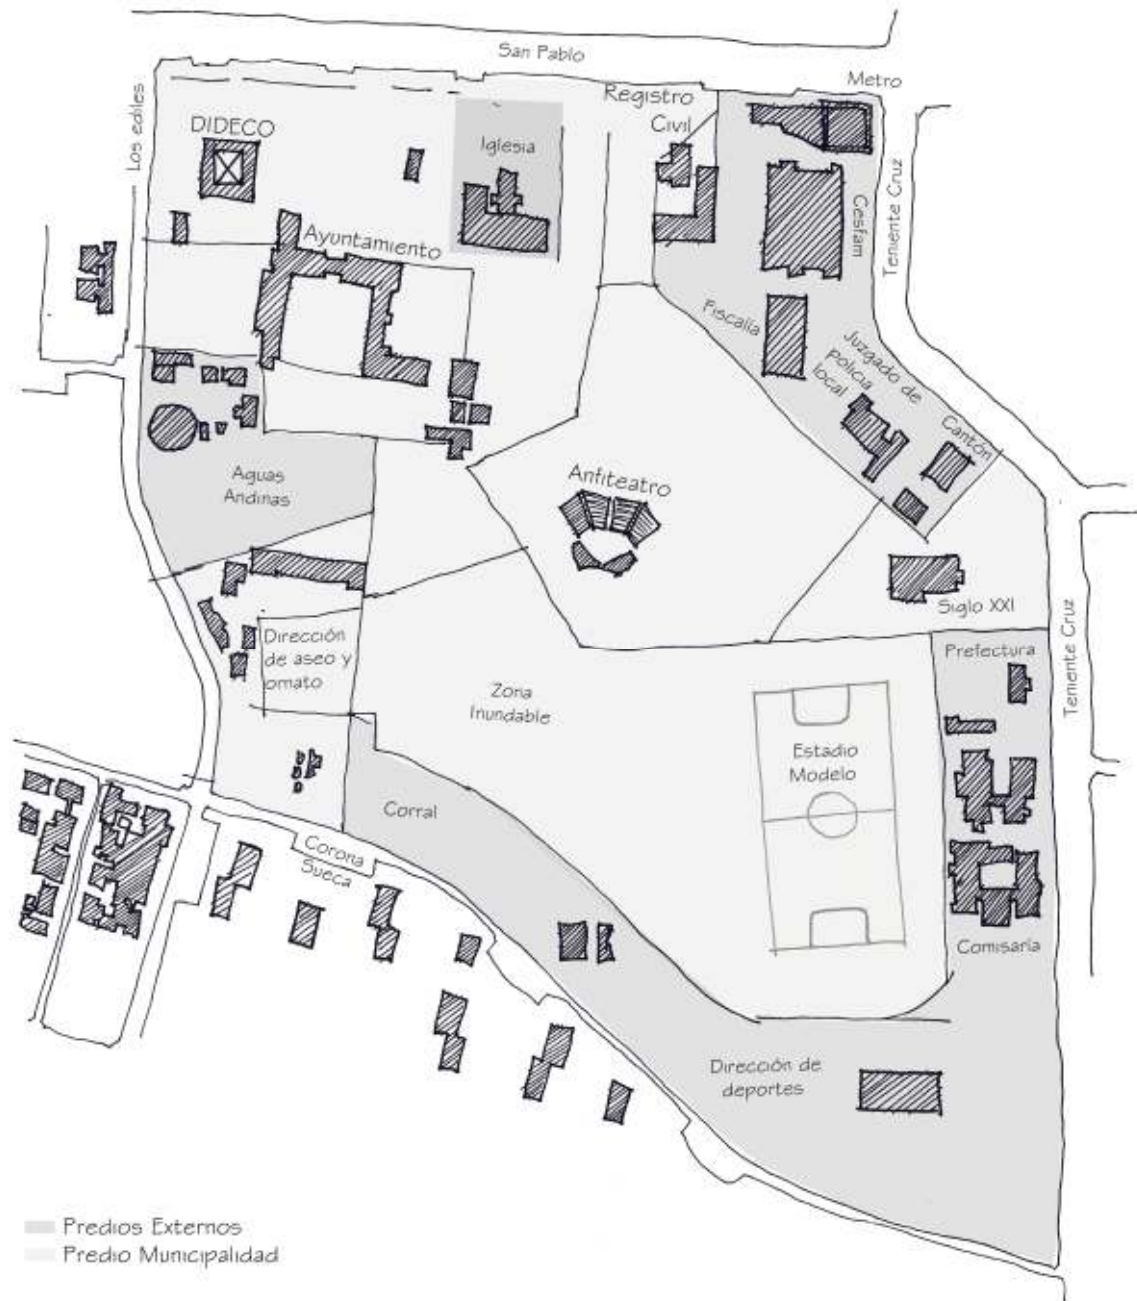 San Pablo
Metro
Los ediles
Registro
Civil
DIDECO
Iglesia
Teniente Cruz
Cesfam
Ayuntamiento
Fiscalía
Juzgado de
policia
local
Cantón
Aguas
Andinas
Anfiteatro
Siglo XXI
Dirección
de aseo y
ornato
Prefectura
Teniente Cruz
Zona
Inundable
Estadio
Modelo
Corral
Corona
Sueca
Comisaría
Dirección de
deportes
Predios Externos
Predio Municipalidad